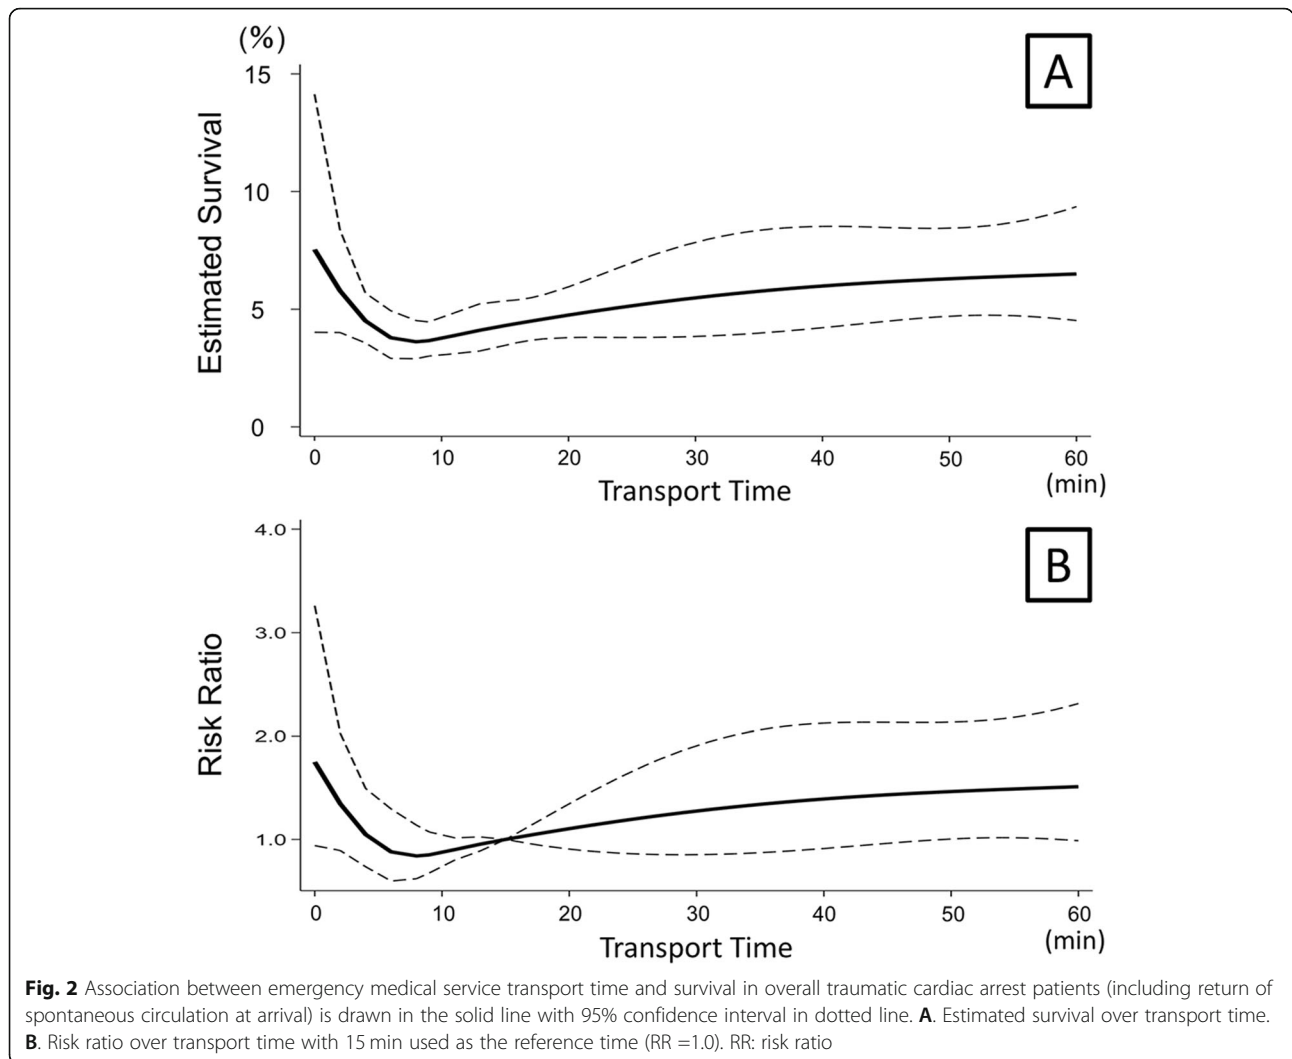 (%)
A
15
10
5
0
Estimated Survival
0 10 20 30 40 50 60
Transport Time (min)
B
4.0
3.0
2.0
1.0
Risk Ratio
0 10 20 30 40 50 60
Transport Time (min)
Fig. 2 Association between emergency medical service transport time and survival in overall traumatic cardiac arrest patients (including return of
spontaneous circulation at arrival) is drawn in the solid line with 95% confidence interval in dotted line. A. Estimated survival over transport time.
B. Risk ratio over transport time with 15 min used as the reference time (RR =1.0). RR: risk ratio